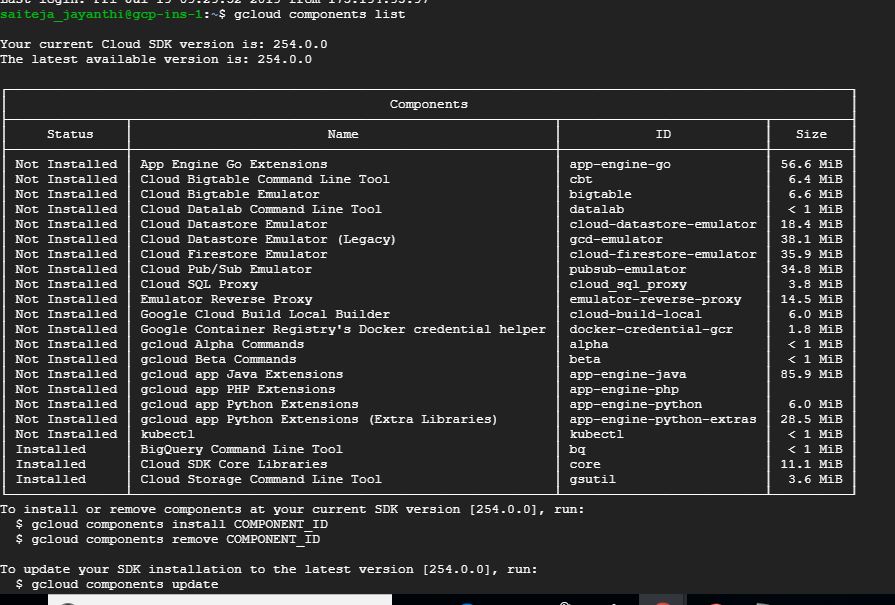 saiteja_jayanthi@gcp-ins-1:~$ gcloud components list
Your current Cloud SDK version is: 254.0.0
The latest available version is: 254.0.0
Components
Status Name ID Size
Not Installed App Engine Go Extensions app-engine-go 56.6 MiB
Not Installed Cloud Bigtable Command Line Tool cbt 6.4 MiB
Not Installed Cloud Bigtable Emulator bigtable 6.6 MiB
Not Installed Cloud Datalab Command Line Tool datalab < 1 MiB
Not Installed Cloud Datastore Emulator cloud-datastore-emulator 18.4 MiB
Not Installed Cloud Datastore Emulator (Legacy) gcd-emulator 38.1 MiB
Not Installed Cloud Firestore Emulator cloud-firestore-emulator 35.9 MiB
Not Installed Cloud Pub/Sub Emulator pubsub-emulator 34.8 MiB
Not Installed Cloud SQL Proxy cloud_sql_proxy 3.8 MiB
Not Installed Emulator Reverse Proxy emulator-reverse-proxy 14.5 MiB
Not Installed Google Cloud Build Local Builder cloud-build-local 6.0 MiB
Not Installed Google Container Registry's Docker credential helper docker-credential-gcr 1.8 MiB
Not Installed gcloud Alpha Commands alpha < 1 MiB
Not Installed gcloud Beta Commands beta < 1 MiB
Not Installed gcloud app Java Extensions app-engine-java 85.9 MiB
Not Installed gcloud app PHP Extensions app-engine-php
Not Installed gcloud app Python Extensions app-engine-python 6.0 MiB
Not Installed gcloud app Python Extensions (Extra Libraries) app-engine-python-extras 28.5 MiB
Not Installed kubectl kubectl < 1 MiB
Installed BigQuery Command Line Tool bq < 1 MiB
Installed Cloud SDK Core Libraries core 11.1 MiB
Installed Cloud Storage Command Line Tool gsutil 3.6 MiB
To install or remove components at your current SDK version [254.0.0], run:
$ gcloud components install COMPONENT_ID
$ gcloud components remove COMPONENT_ID
To update your SDK installation to the latest version [254.0.0], run:
$ gcloud components update